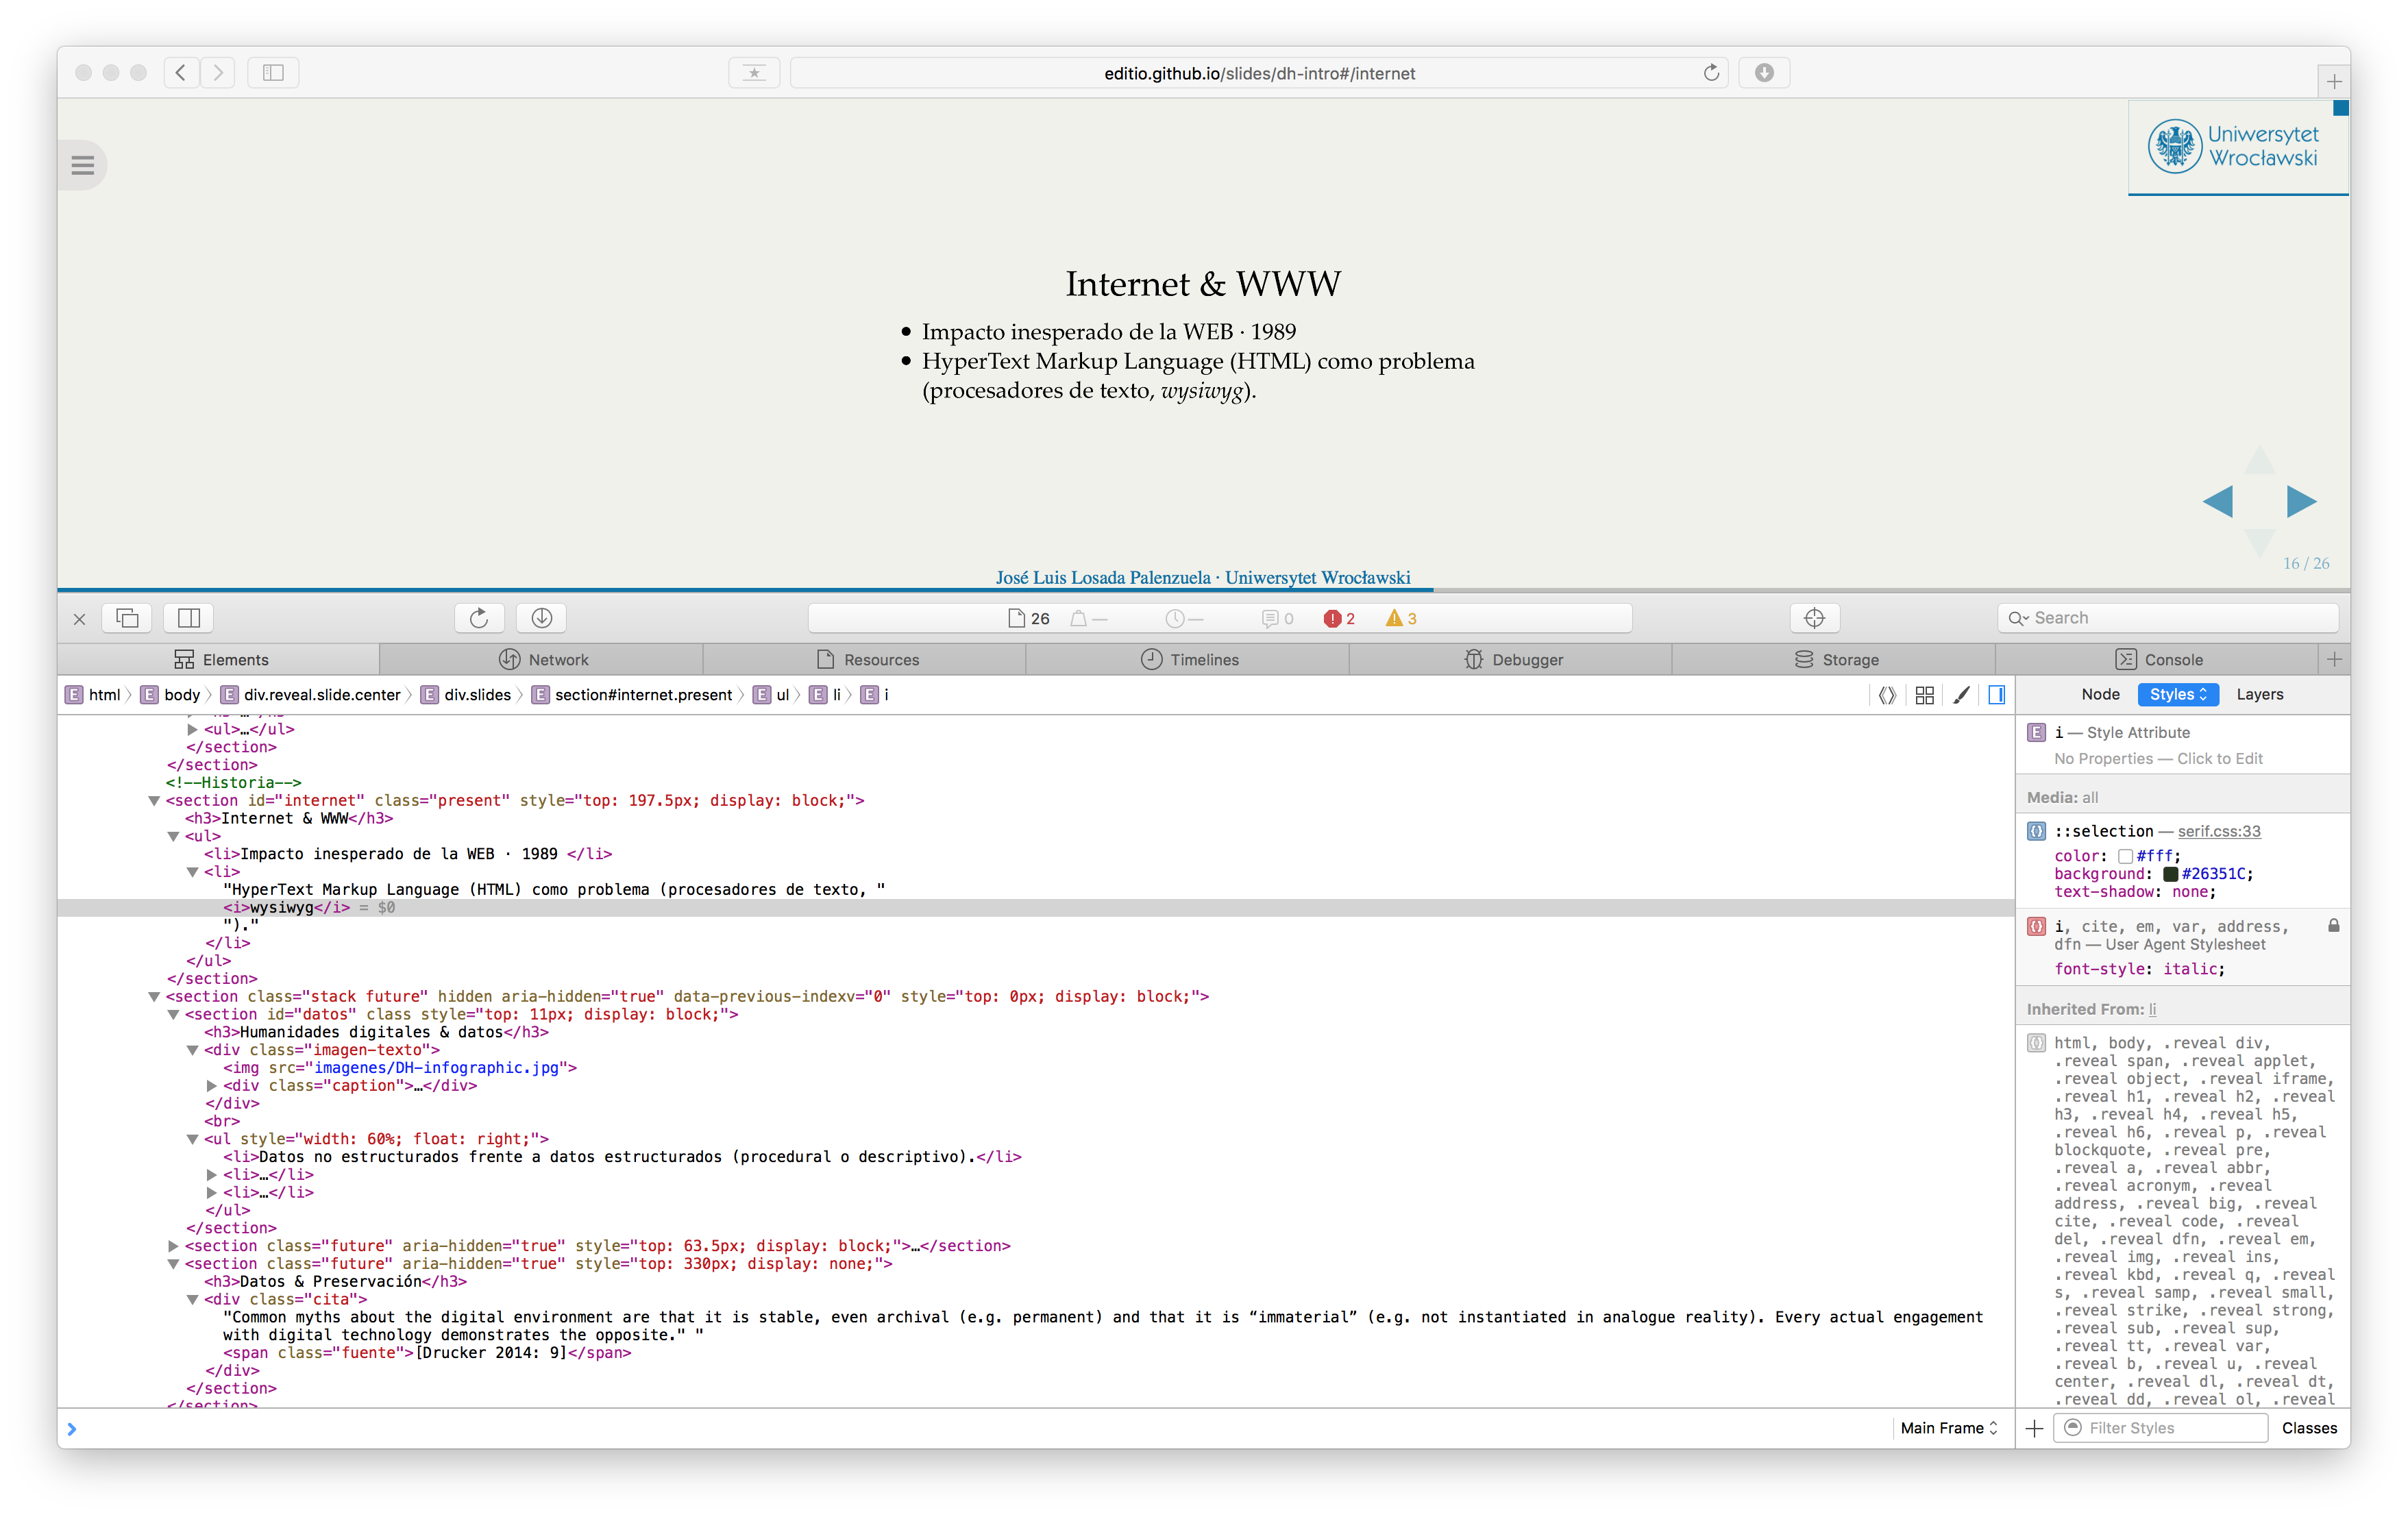 editio.github.io/slides/dh-intro#/internet
Uniwersytet
Wrocławski
Internet & WWW
Impacto inesperado de la WEB · 1989
HyperText Markup Language (HTML) como problema
(procesadores de texto, wysiwyg).
16 / 26
José Luis Losada Palenzuela · Uniwersytet Wrocławski
26 — — 0 2 3
Search
Elements Network Resources Timelines Debugger Storage Console
E html E body E div.reveal.slide.center E div.slides E section#internet.present E ul E li E i
<ul>…</ul>
</section>
</section>
<!--Historia-->
<section id="internet" class="present" style="top: 197.5px; display: block;">
<h3>Internet & WWW</h3>
<ul>
<li>Impacto inesperado de la WEB · 1989 </li>
<li>
"HyperText Markup Language (HTML) como problema (procesadores de texto, "
<i>wysiwyg</i> = $0
")."
</li>
</ul>
</section>
<section class="stack future" hidden aria-hidden="true" data-previous-indexv="0" style="top: 0px; display: block;">
<section id="datos" class style="top: 11px; display: block;">
<h3>Humanidades digitales & datos</h3>
<div class="imagen-texto">
<img src="imagenes/DH-infographic.jpg">
<div class="caption">…</div>
</div>
<br>
<ul style="width: 60%; float: right;">
<li>Datos no estructurados frente a datos estructurados (procedural o descriptivo).</li>
<li>…</li>
<li>…</li>
</ul>
</section>
<section class="future" aria-hidden="true" style="top: 63.5px; display: block;">…</section>
<section class="future" aria-hidden="true" style="top: 330px; display: none;">
<h3>Datos & Preservación</h3>
<div class="cita">
"Common myths about the digital environment are that it is stable, even archival (e.g. permanent) and that it is “immaterial” (e.g. not instantiated in analogue reality). Every actual engagement
with digital technology demonstrates the opposite." "
<span class="fuente">[Drucker 2014: 9]</span>
</div>
</section>
</section>
Main Frame
Node Styles Layers
E i — Style Attribute
No Properties — Click to Edit
Media: all
::selection — serif.css:33
color: #fff;
background: #26351C;
text-shadow: none;
i, cite, em, var, address,
dfn — User Agent Stylesheet
font-style: italic;
Inherited From: li
html, body, .reveal div,
.reveal span, .reveal applet,
.reveal object, .reveal iframe,
.reveal h1, .reveal h2, .reveal
h3, .reveal h4, .reveal h5,
.reveal h6, .reveal p, .reveal
blockquote, .reveal pre,
.reveal a, .reveal abbr,
.reveal acronym, .reveal
address, .reveal big, .reveal
cite, .reveal code, .reveal
del, .reveal dfn, .reveal em,
.reveal img, .reveal ins,
.reveal kbd, .reveal q, .reveal
s, .reveal samp, .reveal small,
.reveal strike, .reveal strong,
.reveal sub, .reveal sup,
.reveal tt, .reveal var,
.reveal b, .reveal u, .reveal
center, .reveal dl, .reveal dt,
.reveal dd, .reveal ol, .reveal
Filter Styles Classes